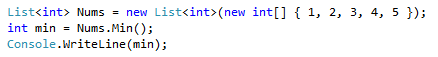 List<int> Nums = new List<int>(new int[] { 1, 2, 3, 4, 5 });
int min = Nums.Min();
Console.WriteLine(min);